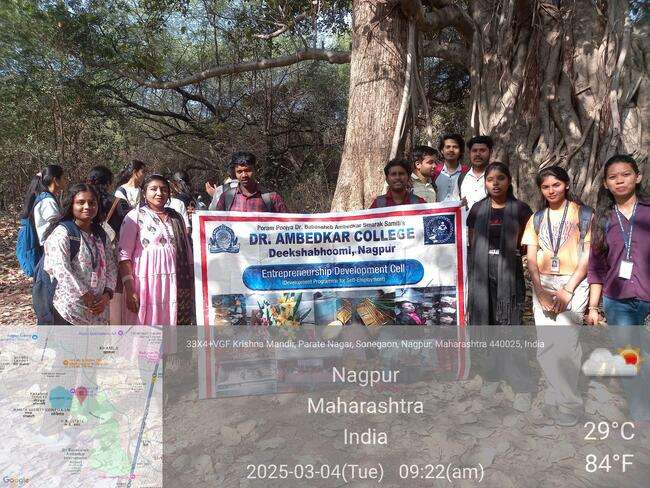 Param Poojya Dr. Babasaheb Ambedkar Smarak Samiti's
DR. AMBEDKAR COLLEGE
Deekshabhoomi, Nagpur
Entrepreneurship Development Cell
(Development Programme for Self-Employment)
33X4+VGF Krishna Mandir, Parate Nagar, Sonegaon, Nagpur, Maharashtra 440025, India
Nagpur
Maharashtra
India
2025-03-04(Tue) 09:22(am)
29°C
84°F
Google